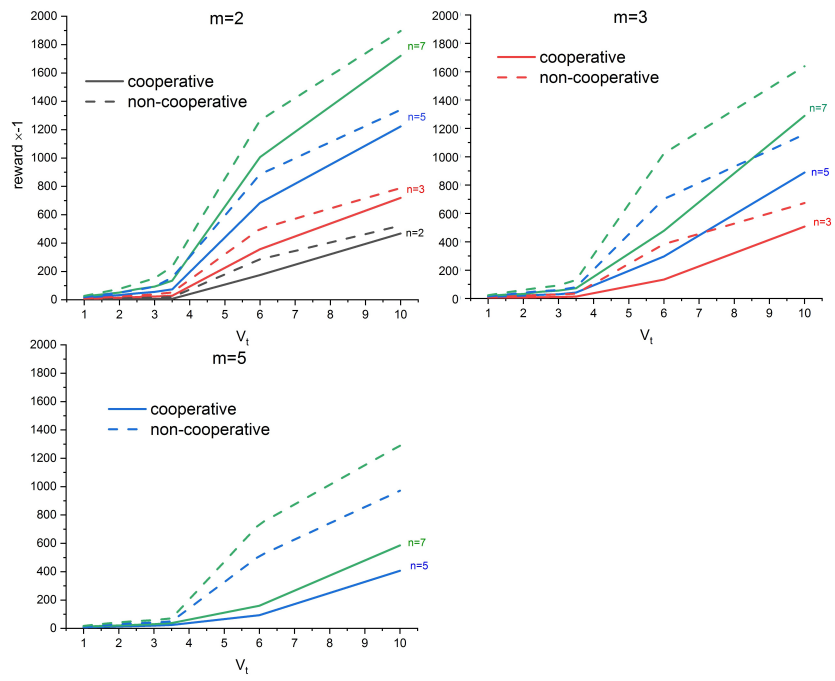 m=2
2000
1800
1600
1400
1200
1000
800
600
400
200
0
reward ×-1
cooperative
non-cooperative
n=7
n=5
n=3
n=2
1 2 3 4 5 6 7 8 9 10
Vt
m=3
2000
1800
1600
1400
1200
1000
800
600
400
200
0
cooperative
non-cooperative
n=7
n=5
n=3
1 2 3 4 5 6 7 8 9 10
Vt
m=5
2000
1800
1600
1400
1200
1000
800
600
400
200
0
cooperative
non-cooperative
n=7
n=5
1 2 3 4 5 6 7 8 9 10
Vt